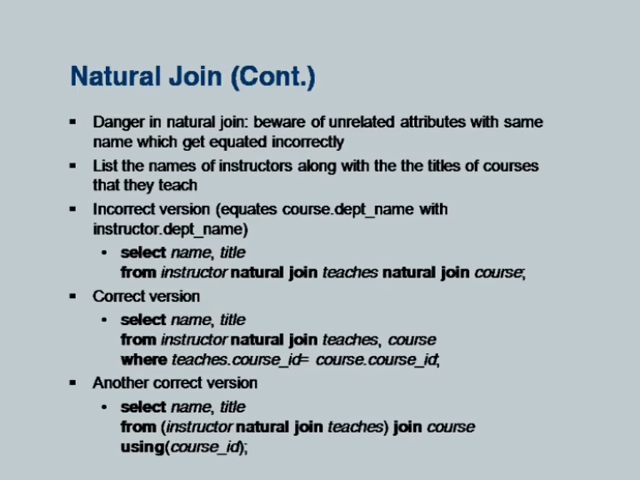 Natural Join (Cont.)
▪ Danger in natural join: beware of unrelated attributes with same
name which get equated incorrectly
▪ List the names of instructors along with the the titles of courses
that they teach
▪ Incorrect version (equates course.dept_name with
instructor.dept_name)
• select name, title
from instructor natural join teaches natural join course;
▪ Correct version
• select name, title
from instructor natural join teaches, course
where teaches.course_id= course.course_id;
▪ Another correct version
• select name, title
from (instructor natural join teaches) join course
using(course_id);